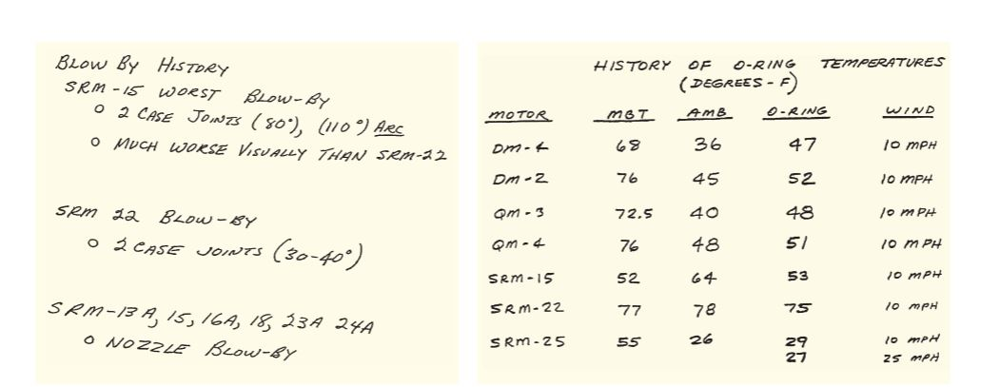 BLOW BY HISTORY
SRM-15 WORST BLOW-BY
o 2 CASE JOINTS (80°), (110°) ARC
o MUCH WORSE VISUALLY THAN SRM-22
SRM 22 BLOW-BY
o 2 CASE JOINTS (30-40°)
SRM-13A, 15, 16A, 18, 23A 24A
o NOZZLE BLOW-BY
HISTORY OF O-RING TEMPERATURES
(DEGREES-F)
MOTOR MBT AMB O-RING WIND
DM-4 68 36 47 10 MPH
DM-2 76 45 52 10 MPH
QM-3 72.5 40 48 10 MPH
QM-4 76 48 51 10 MPH
SRM-15 52 64 53 10 MPH
SRM-22 77 78 75 10 MPH
SRM-25 55 26 29 10 MPH
27 25 MPH